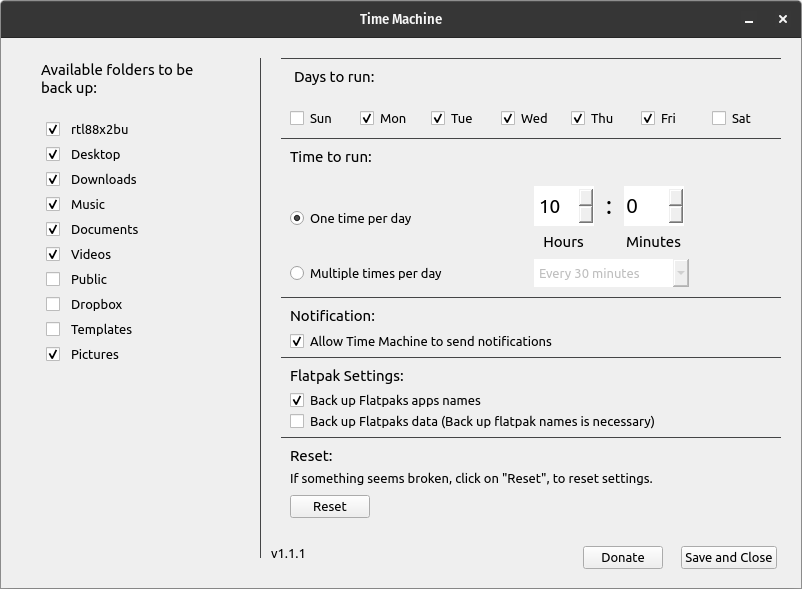 Time Machine
Available folders to be
back up:
rtl88x2bu
Desktop
Downloads
Music
Documents
Videos
Public
Dropbox
Templates
Pictures
Days to run:
Sun Mon Tue Wed Thu Fri Sat
Time to run:
One time per day
10 : 0
Hours Minutes
Multiple times per day
Every 30 minutes
Notification:
Allow Time Machine to send notifications
Flatpak Settings:
Back up Flatpaks apps names
Back up Flatpaks data (Back up flatpak names is necessary)
Reset:
If something seems broken, click on "Reset", to reset settings.
Reset
v1.1.1
Donate
Save and Close